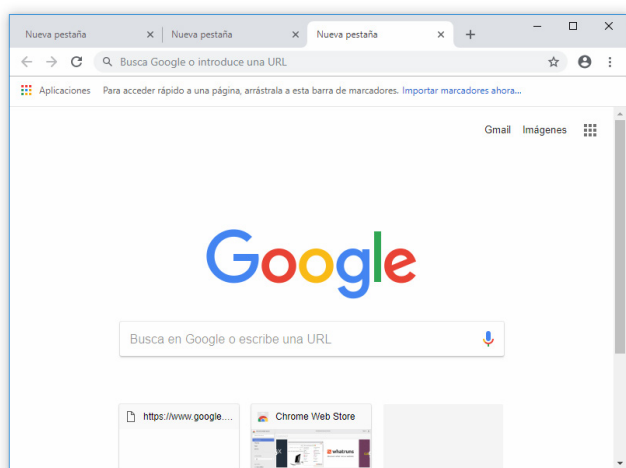 Nueva pestaña Nueva pestaña Nueva pestaña
Busca Google o introduce una URL
Aplicaciones Para acceder rápido a una página, arrástrala a esta barra de marcadores. Importar marcadores ahora...
Gmail Imágenes
Google
Busca en Google o escribe una URL
https://www.google.... Chrome Web Store
whatruns